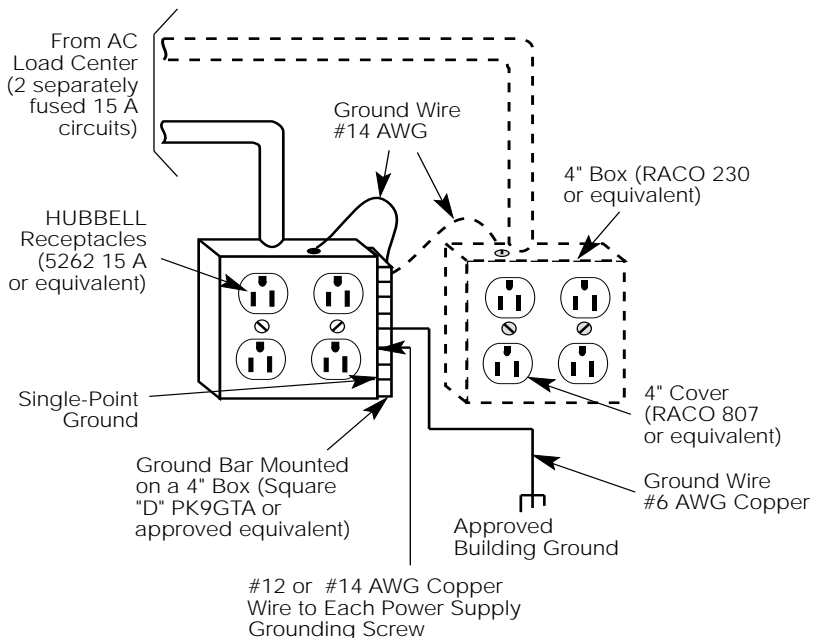 From AC
Load Center
(2 separately
fused 15 A
circuits)
Ground Wire
#14 AWG
4" Box (RACO 230
or equivalent)
HUBBELL
Receptacles
(5262 15 A
or equivalent)
Single-Point
Ground
4" Cover
(RACO 807
or equivalent)
Ground Bar Mounted
on a 4" Box (Square
"D" PK9GTA or
approved equivalent)
Ground Wire
#6 AWG Copper
Approved
Building Ground
#12 or #14 AWG Copper
Wire to Each Power Supply
Grounding Screw